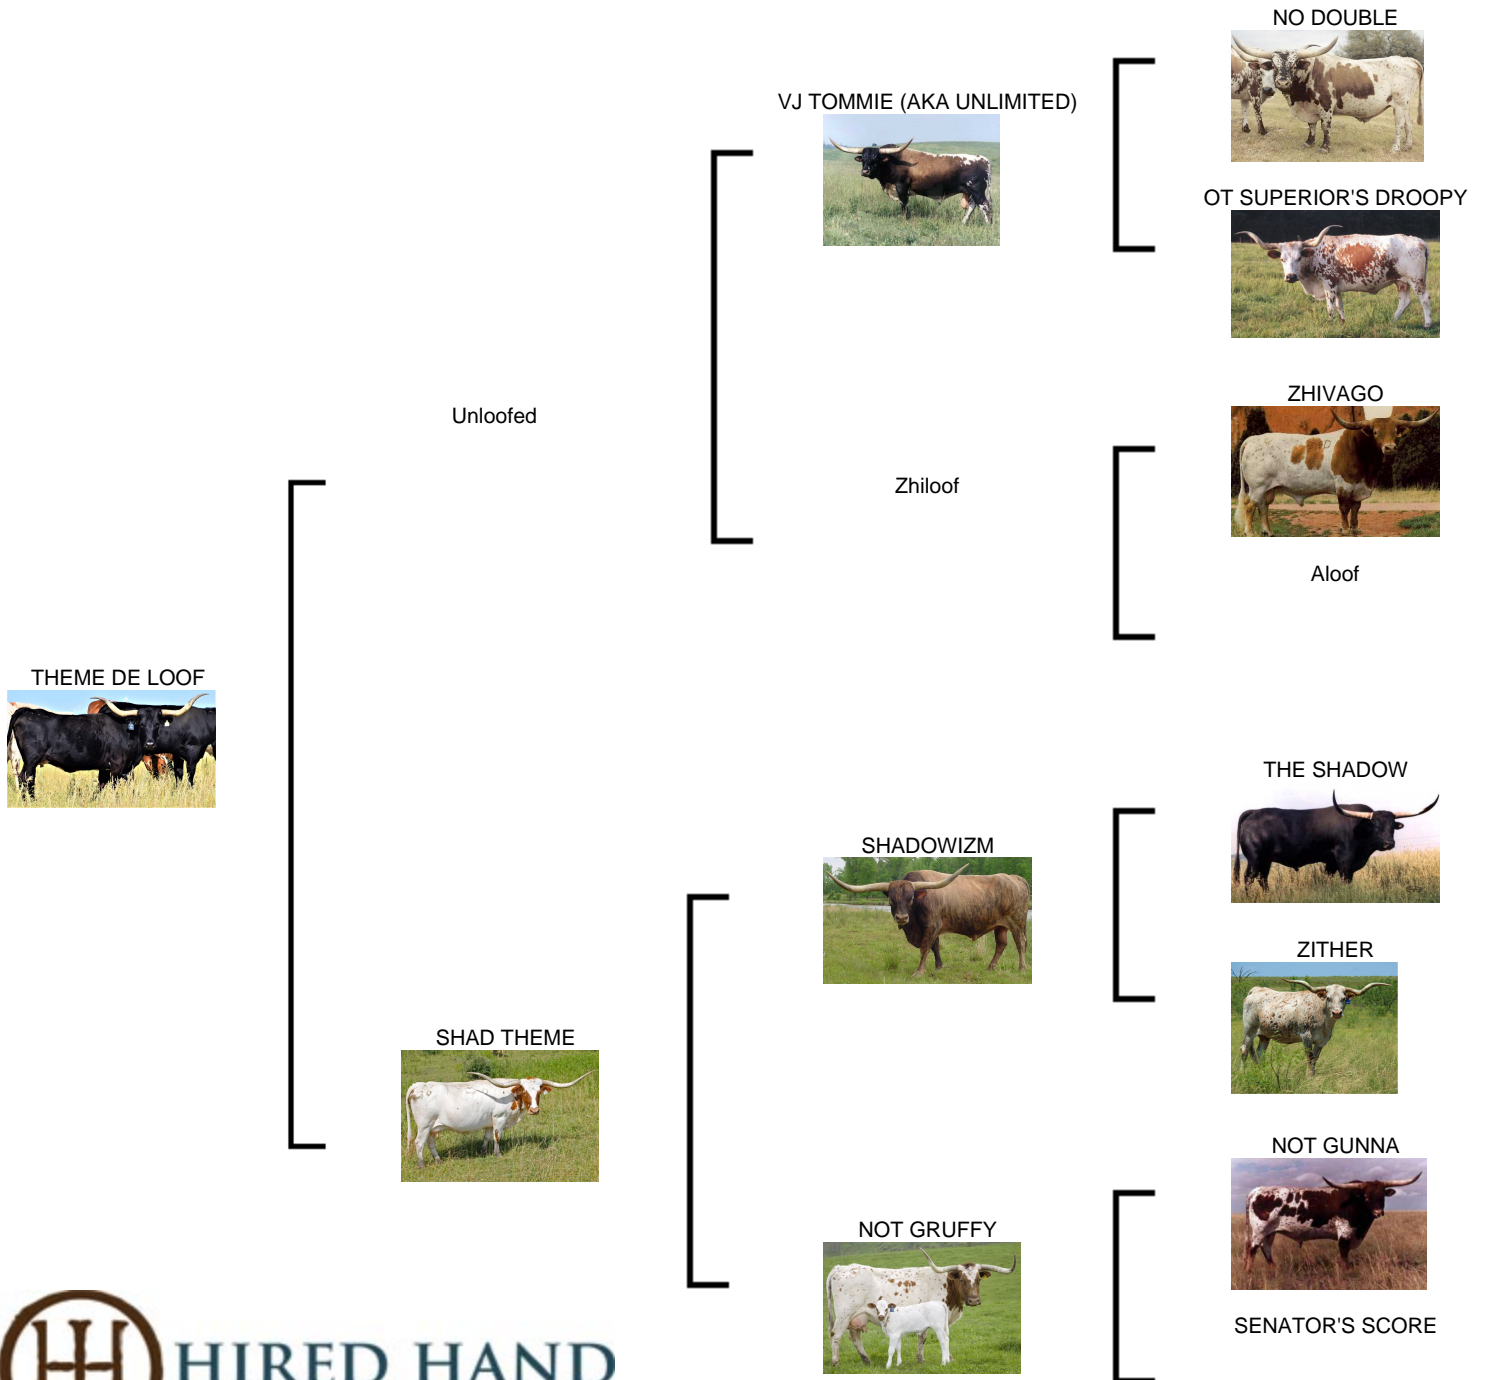 NO DOUBLE
VJ TOMMIE (AKA UNLIMITED)
OT SUPERIOR'S DROOPY
ZHIVAGO
Unloofed
Zhiloof
Aloof
THEME DE LOOF
THE SHADOW
SHADOWIZM
ZITHER
SHAD THEME
NOT GUNNA
NOT GRUFFY
SENATOR'S SCORE
HIRED HAND